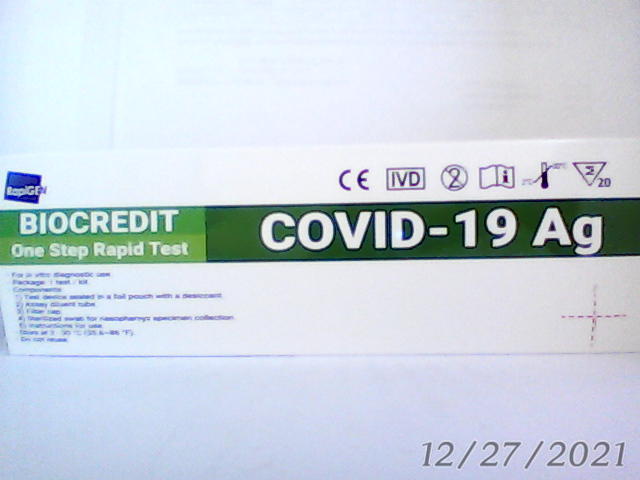 RapiGEN
CE IVD 2 i 2℃ 30℃ 20
BIOCREDIT
One Step Rapid Test
COVID-19 Ag
For in vitro diagnostic use
Package: 1 test / kit
Components
1) Test device sealed in a foil pouch with a desiccant
2) Assay diluent tube
3) Filter cap
4) Sterilized swab for nasopharynx specimen collection
5) Instructions for use
Store at 2 - 30 °C (35.6~86 °F).
Do not reuse
12/27/2021